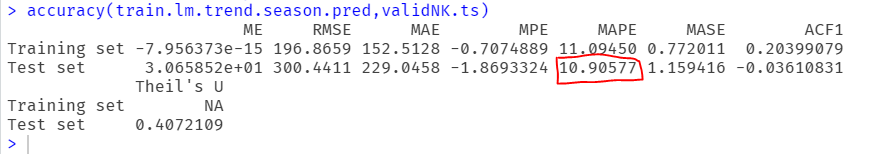 > accuracy(train.lm.trend.season.pred,validNK.ts)
ME RMSE MAE MPE MAPE MASE ACF1
Training set -7.956373e-15 196.8659 152.5128 -0.7074889 11.09450 0.772011 0.20399079
Test set 3.065852e+01 300.4411 229.0458 -1.8693324 10.90577 1.159416 -0.03610831
Theil's U
Training set NA
Test set 0.4072109
>